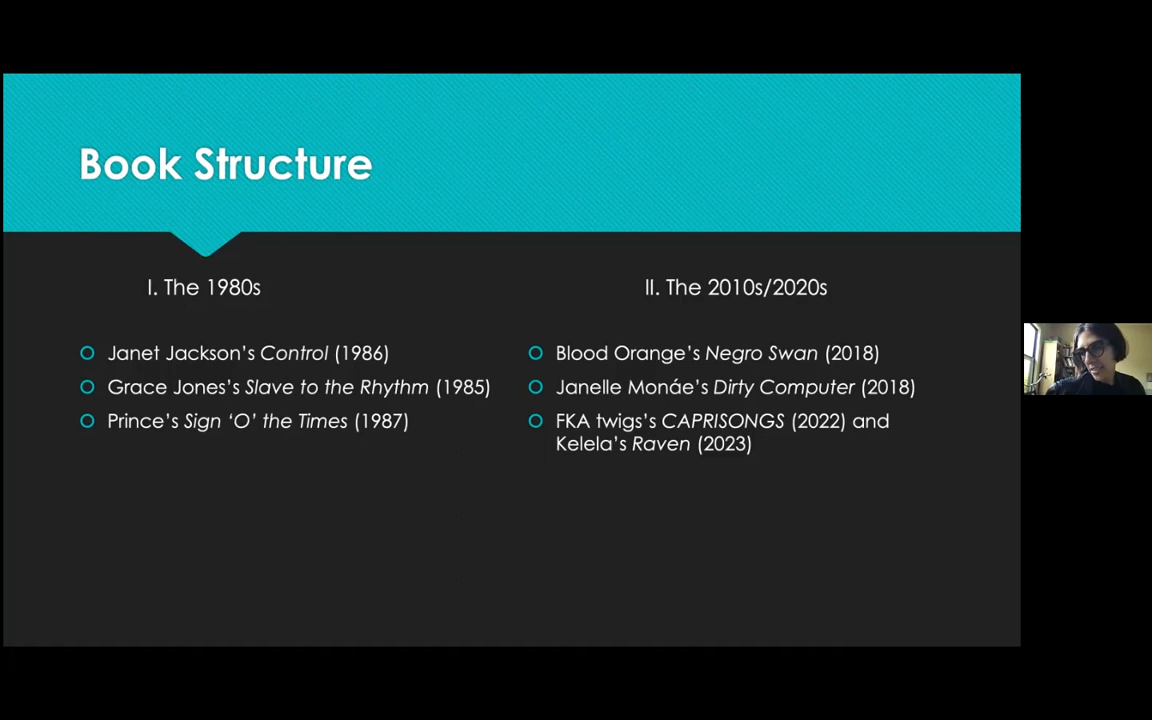 Book Structure
I. The 1980s
Janet Jackson’s Control (1986)
Grace Jones’s Slave to the Rhythm (1985)
Prince’s Sign ‘O’ the Times (1987)
II. The 2010s/2020s
Blood Orange’s Negro Swan (2018)
Janelle Monáe’s Dirty Computer (2018)
FKA twigs’s CAPRISONGS (2022) and
Kelela’s Raven (2023)